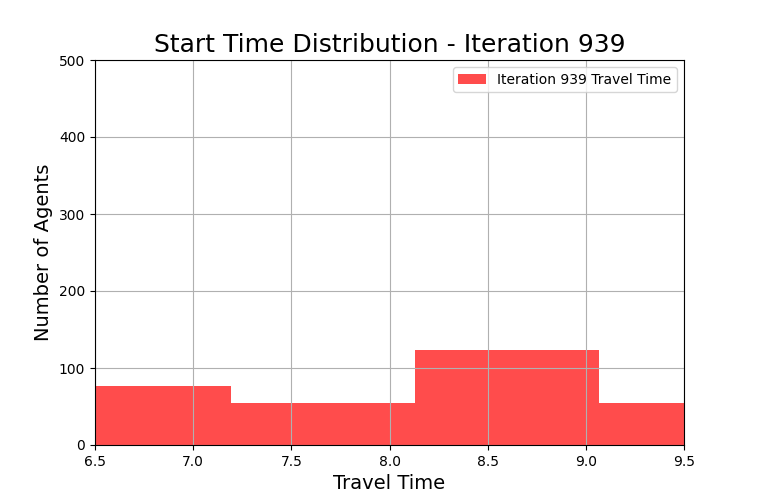 Start Time Distribution - Iteration 939
Iteration 939 Travel Time
Number of Agents
500
400
300
200
100
0
6.5 7.0 7.5 8.0 8.5 9.0 9.5
Travel Time